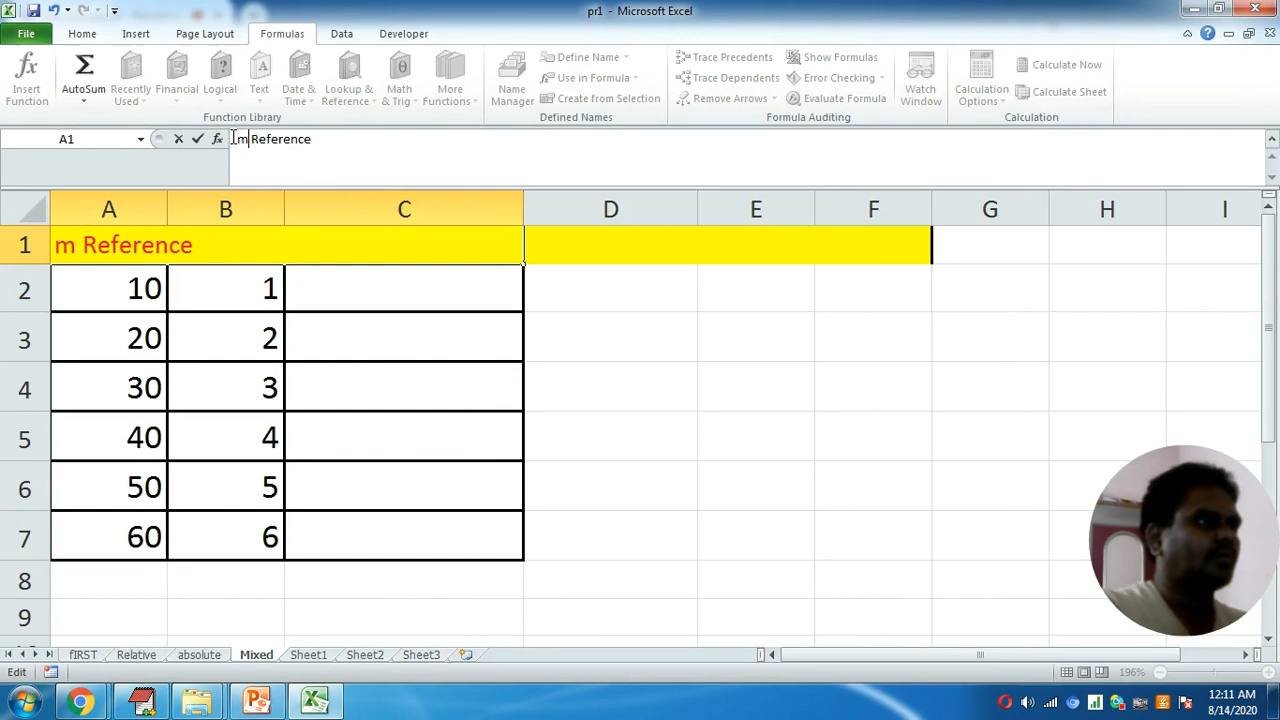 pr1 - Microsoft Excel
File Home Insert Page Layout Formulas Data Developer
Insert Function
AutoSum
Recently Used
Financial
Logical
Text
Date & Time
Lookup & Reference
Math & Trig
More Functions
Function Library
Name Manager
Define Name
Use in Formula
Create from Selection
Defined Names
Trace Precedents
Trace Dependents
Remove Arrows
Show Formulas
Error Checking
Evaluate Formula
Formula Auditing
Watch Window
Calculation Options
Calculate Now
Calculate Sheet
Calculation
A1 fx m Reference
A B C D E F G H I
1 m Reference
2 10 1
3 20 2
4 30 3
5 40 4
6 50 5
7 60 6
8
9
fIRST Relative absolute Mixed Sheet1 Sheet2 Sheet3
Edit 196%
12:11 AM
8/14/2020